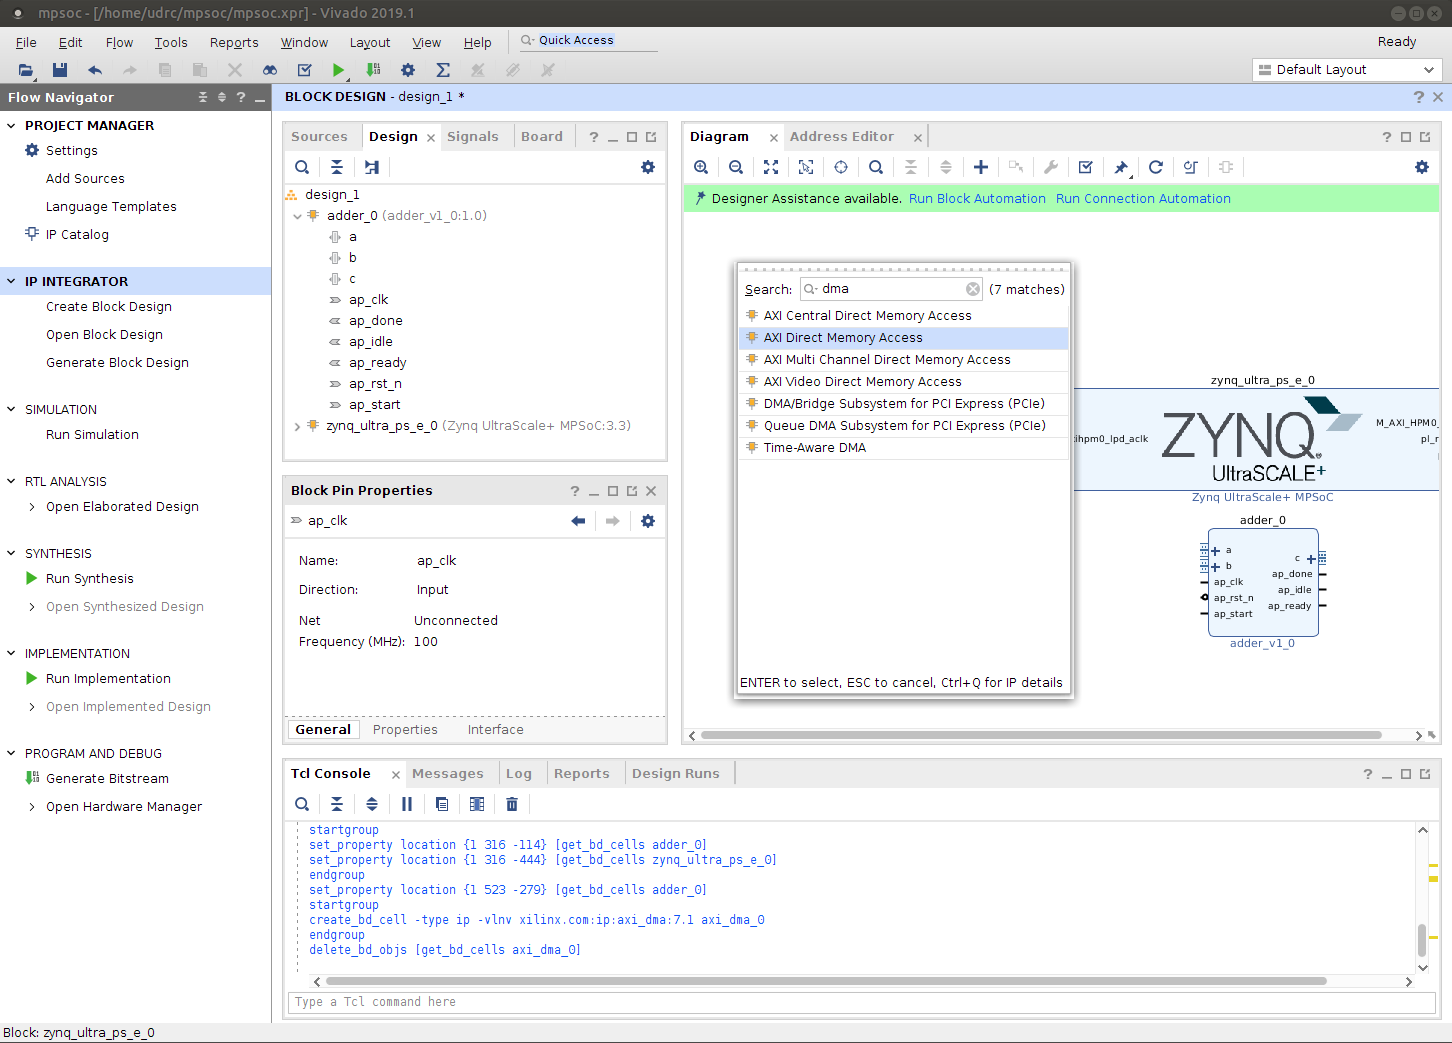 mpsoc - [/home/udrc/mpsoc/mpsoc.xpr] - Vivado 2019.1
File Edit Flow Tools Reports Window Layout View Help Quick Access Ready
Default Layout
Flow Navigator
PROJECT MANAGER
Settings
Add Sources
Language Templates
IP Catalog
IP INTEGRATOR
Create Block Design
Open Block Design
Generate Block Design
SIMULATION
Run Simulation
RTL ANALYSIS
Open Elaborated Design
SYNTHESIS
Run Synthesis
Open Synthesized Design
IMPLEMENTATION
Run Implementation
Open Implemented Design
PROGRAM AND DEBUG
Generate Bitstream
Open Hardware Manager
BLOCK DESIGN - design_1 *
Sources Design Signals Board
design_1
adder_0 (adder_v1_0:1.0)
a
b
c
ap_clk
ap_done
ap_idle
ap_ready
ap_rst_n
ap_start
zynq_ultra_ps_e_0 (Zynq UltraScale+ MPSoC:3.3)
Block Pin Properties
ap_clk
Name: ap_clk
Direction: Input
Net Unconnected
Frequency (MHz): 100
General Properties Interface
Diagram Address Editor
Designer Assistance available. Run Block Automation Run Connection Automation
Search: dma (7 matches)
AXI Central Direct Memory Access
AXI Direct Memory Access
AXI Multi Channel Direct Memory Access
AXI Video Direct Memory Access
DMA/Bridge Subsystem for PCI Express (PCIe)
Queue DMA Subsystem for PCI Express (PCIe)
Time-Aware DMA
ENTER to select, ESC to cancel, Ctrl+Q for IP details
zynq_ultra_ps_e_0
ZYNQ
UltraSCALE+
ihpm0_lpd_aclk
M_AXI_HPM0_
pl_r
Zynq UltraScale+ MPSoC
adder_0
a
b
ap_clk
ap_rst_n
ap_start
c
ap_done
ap_idle
ap_ready
adder_v1_0
Tcl Console Messages Log Reports Design Runs
startgroup
set_property location {1 316 -114} [get_bd_cells adder_0]
set_property location {1 316 -444} [get_bd_cells zynq_ultra_ps_e_0]
endgroup
set_property location {1 523 -279} [get_bd_cells adder_0]
startgroup
create_bd_cell -type ip -vlnv xilinx.com:ip:axi_dma:7.1 axi_dma_0
endgroup
delete_bd_objs [get_bd_cells axi_dma_0]
Type a Tcl command here
Block: zynq_ultra_ps_e_0